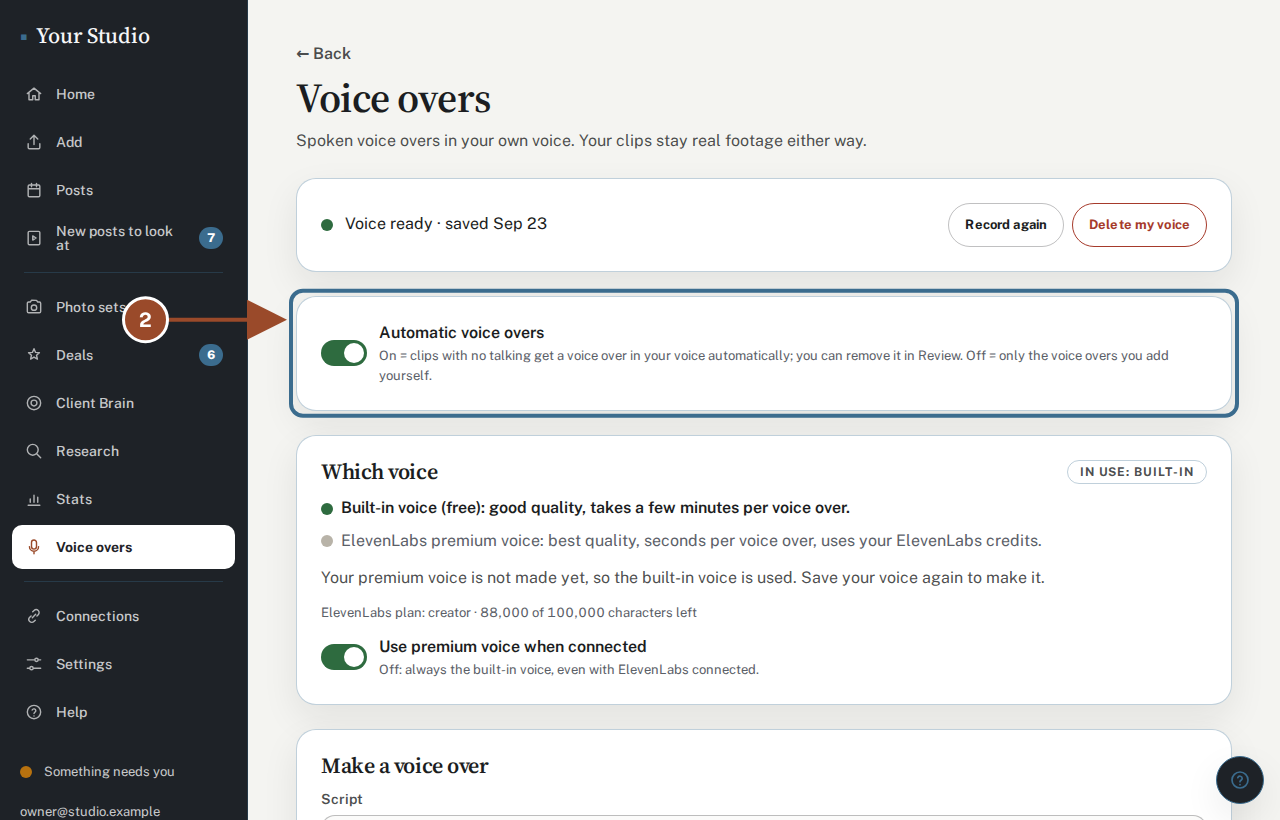 Your Studio
Home
Add
Posts
New posts to look
at
7
Photo sets
2
Deals
6
Client Brain
Research
Stats
Voice overs
Connections
Settings
Help
Something needs you
owner@studio.example
← Back
Voice overs
Spoken voice overs in your own voice. Your clips stay real footage either way.
Voice ready · saved Sep 23
Record again
Delete my voice
Automatic voice overs
On = clips with no talking get a voice over in your voice automatically; you can remove it in Review. Off = only the voice overs you add
yourself.
Which voice
IN USE: BUILT-IN
Built-in voice (free): good quality, takes a few minutes per voice over.
ElevenLabs premium voice: best quality, seconds per voice over, uses your ElevenLabs credits.
Your premium voice is not made yet, so the built-in voice is used. Save your voice again to make it.
ElevenLabs plan: creator · 88,000 of 100,000 characters left
Use premium voice when connected
Off: always the built-in voice, even with ElevenLabs connected.
Make a voice over
Script